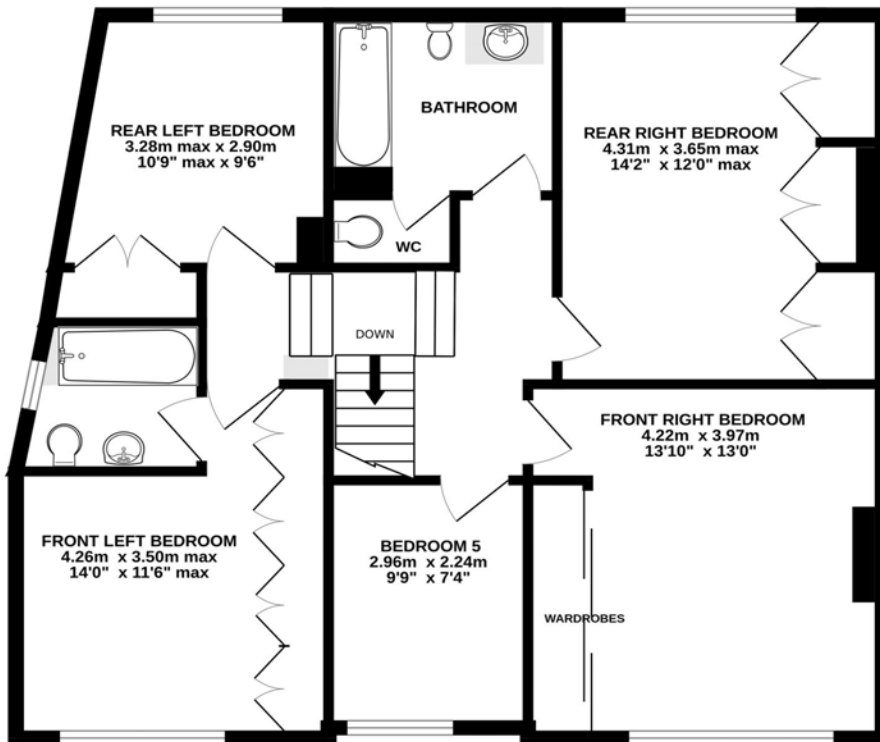 REAR LEFT BEDROOM
3.28m max x 2.90m
10'9" max x 9'6"
BATHROOM
REAR RIGHT BEDROOM
4.31m x 3.65m max
14'2" x 12'0" max
WC
DOWN
FRONT RIGHT BEDROOM
4.22m x 3.97m
13'10" x 13'0"
FRONT LEFT BEDROOM
4.26m x 3.50m max
14'0" x 11'6" max
BEDROOM 5
2.96m x 2.24m
9'9" x 7'4"
WARDROBES